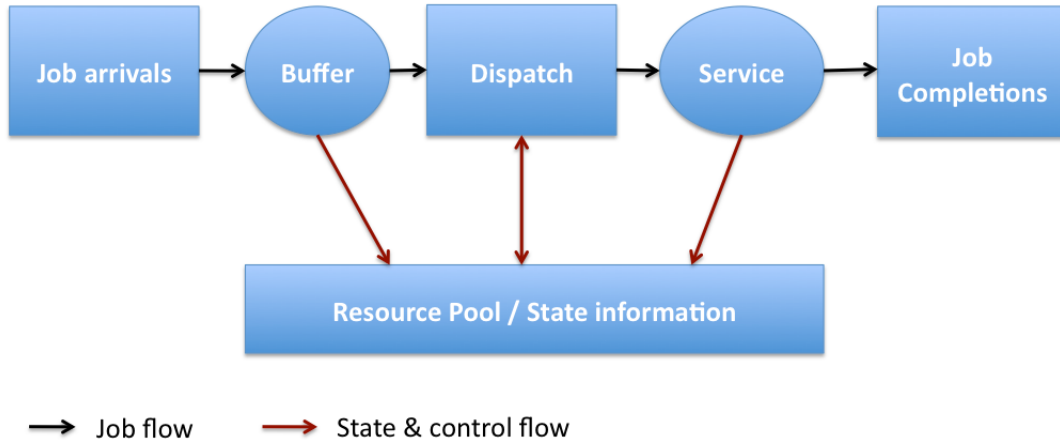 Job arrivals
Buffer
Dispatch
Service
Job
Completions
Resource Pool / State information
Job flow
State & control flow